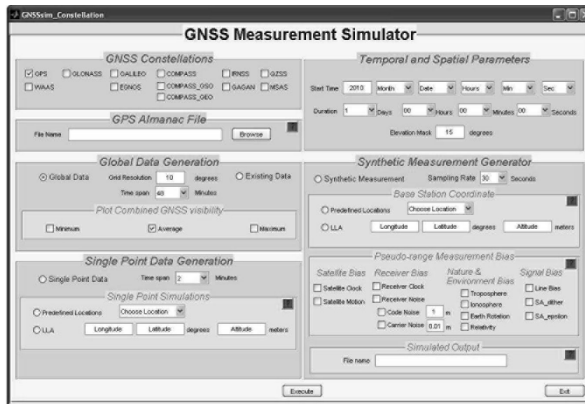 GNSSsim_Constellation
GNSS Measurement Simulator
GNSS Constellations
GPS GLONASS GALILEO COMPASS IRNSS QZSS
WAAS EGNOS COMPASS_GSO GAGAN MSAS
COMPASS_GEO
GPS Almanac File
File Name Browse
Global Data Generation
Global Data Grid Resolution 10 degrees Existing Data
Time span 48 Minutes
Plot Combined GNSS visibility
Minimum Average Maximum
Single Point Data Generation
Single Point Data Time span 2 Minutes
Single Point Simulations
Predefined Locations Choose Location
LLA Longitude Latitude degrees Altitude meters
Temporal and Spatial Parameters
Start Time 2010 Month Date Hours Min Sec
Duration 1 Days 00 Hours 00 Minutes 00 Seconds
Elevation Mask 15 degrees
Synthetic Measurement Generator
Synthetic Measurement Sampling Rate 30 Seconds
Base Station Coordinate
Predefined Locations Choose Location
LLA Longitude Latitude degrees Altitude meters
Pseudo-range Measurement Bias
Satellite Bias
Satellite Clock
Satellite Motion
Receiver Bias
Receiver Clock
Receiver Noise
Code Noise 1 m
Carrier Noise 0.01 m
Nature &
Environment Bias
Troposphere
Ionosphere
Earth Rotation
Relativity
Signal Bias
Line Bias
SA_dither
SA_epsilon
Simulated Output
File name
Execute Exit